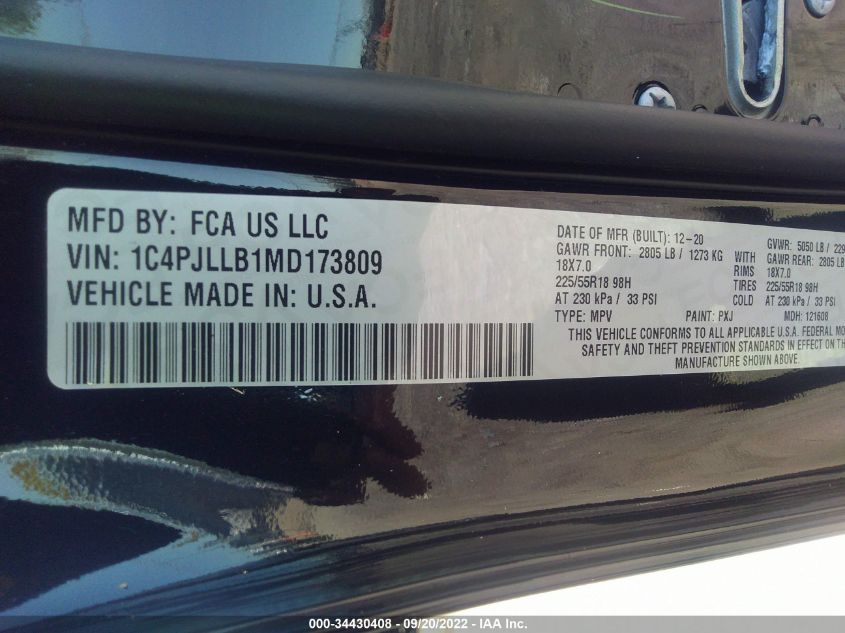 MFD BY: FCA US LLC
VIN: 1C4PJLLB1MD173809
VEHICLE MADE IN: U.S.A.
DATE OF MFR (BUILT): 12-20
GVWR: 5050 LB / 229
GAWR FRONT: 2805 LB / 1273 KG WITH GAWR REAR: 2805 LB
18X7.0 RIMS 18X7.0
225/55R18 98H TIRES 225/55R18 98H
AT 230 kPa / 33 PSI COLD AT 230 kPa / 33 PSI
TYPE: MPV PAINT: PXJ MDH: 121608
THIS VEHICLE CONFORMS TO ALL APPLICABLE U.S.A. FEDERAL MO
SAFETY AND THEFT PREVENTION STANDARDS IN EFFECT ON TH
MANUFACTURE SHOWN ABOVE.
000-34430408 - 09/20/2022 - © IAA Inc.